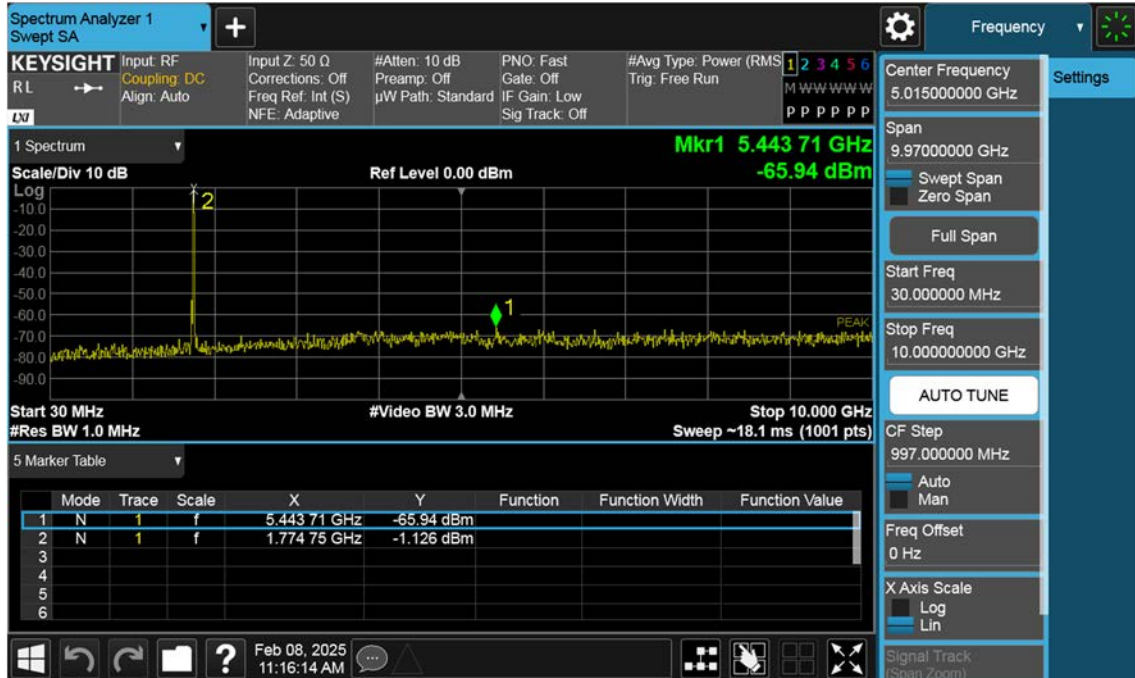 Spectrum Analyzer 1
Swept SA
Frequency
KEYSIGHT
R L
LXI
Input: RF
Coupling: DC
Align: Auto
Input Z: 50 Ω
Corrections: Off
Freq Ref: Int (S)
NFE: Adaptive
#Atten: 10 dB
Preamp: Off
µW Path: Standard
PNO: Fast
Gate: Off
IF Gain: Low
Sig Track: Off
#Avg Type: Power (RMS
Trig: Free Run
1 2 3 4 5 6
M W W W W W
P P P P P P
1 Spectrum
Scale/Div 10 dB
Ref Level 0.00 dBm
Mkr1 5.443 71 GHz
-65.94 dBm
Log
-10.0
-20.0
-30.0
-40.0
-50.0
-60.0
-70.0
-80.0
-90.0
2
1
PEAK
Start 30 MHz
#Video BW 3.0 MHz
Stop 10.000 GHz
#Res BW 1.0 MHz
Sweep ~18.1 ms (1001 pts)
5 Marker Table
Mode Trace Scale X Y Function Function Width Function Value
1 N 1 f 5.443 71 GHz -65.94 dBm
2 N 1 f 1.774 75 GHz -1.126 dBm
3
4
5
6
?
Feb 08, 2025
11:16:14 AM
Center Frequency
5.015000000 GHz
Settings
Span
9.97000000 GHz
Swept Span
Zero Span
Full Span
Start Freq
30.000000 MHz
Stop Freq
10.000000000 GHz
AUTO TUNE
CF Step
997.000000 MHz
Auto
Man
Freq Offset
0 Hz
X Axis Scale
Log
Lin
Signal Track
(Span Zoom)